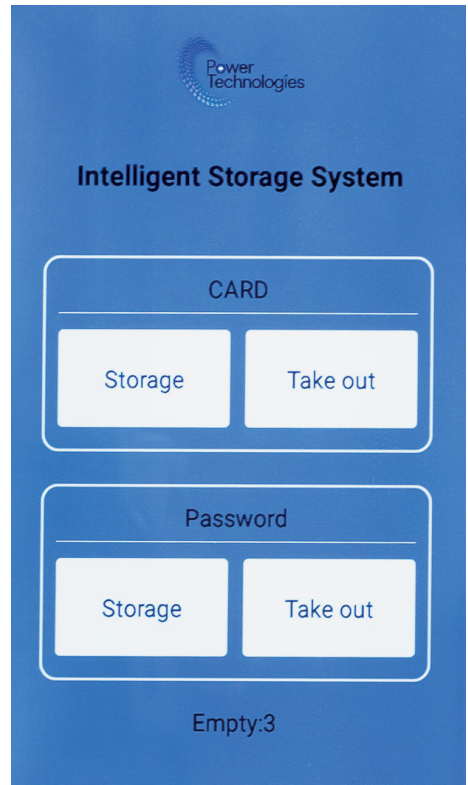 Power
Technologies
Intelligent Storage System
CARD
Storage Take out
Password
Storage Take out
Empty:3